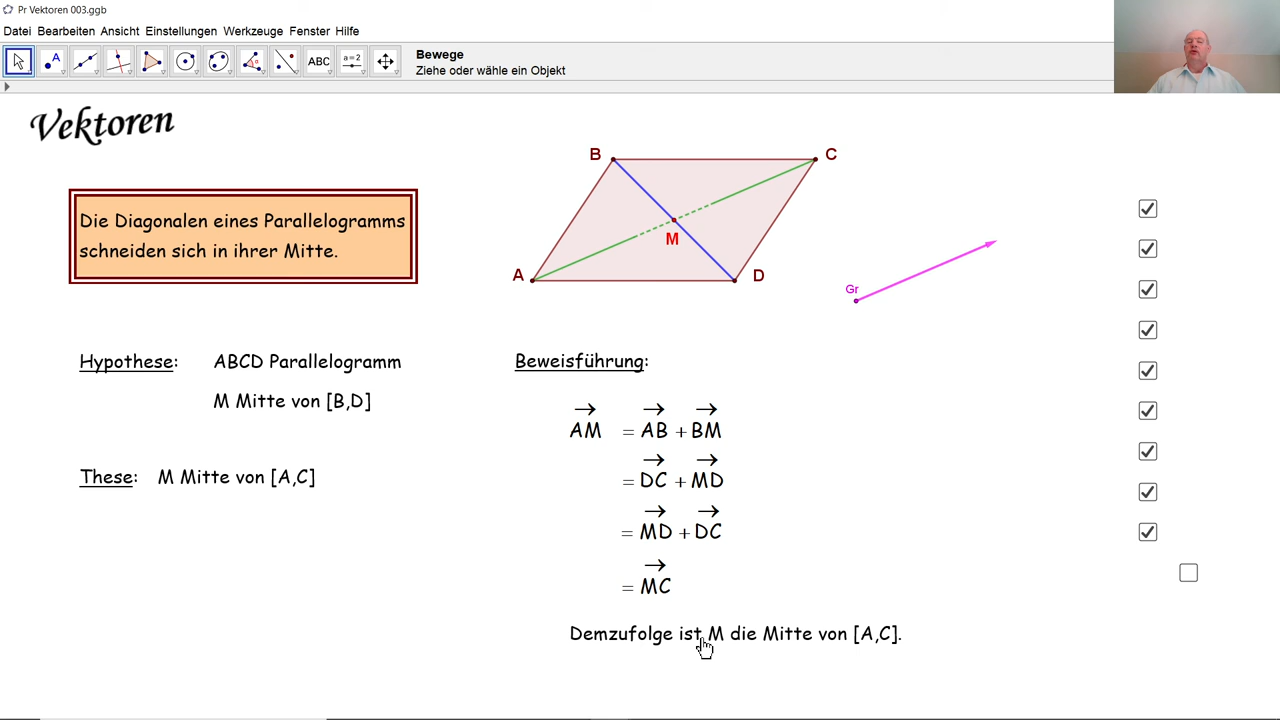 Pr Vektoren 003.ggb
Datei Bearbeiten Ansicht Einstellungen Werkzeuge Fenster Hilfe
A
ABC
a=2
Bewege
Ziehe oder wähle ein Objekt
Vektoren
Die Diagonalen eines Parallelogramms
schneiden sich in ihrer Mitte.
B
C
M
A
D
Gr
Hypothese: ABCD Parallelogramm
M Mitte von [B,D]
These: M Mitte von [A,C]
Beweisführung:
→ → →
AM = AB + BM
→ →
= DC + MD
→ →
= MD + DC
→
= MC
Demzufolge ist M die Mitte von [A,C].